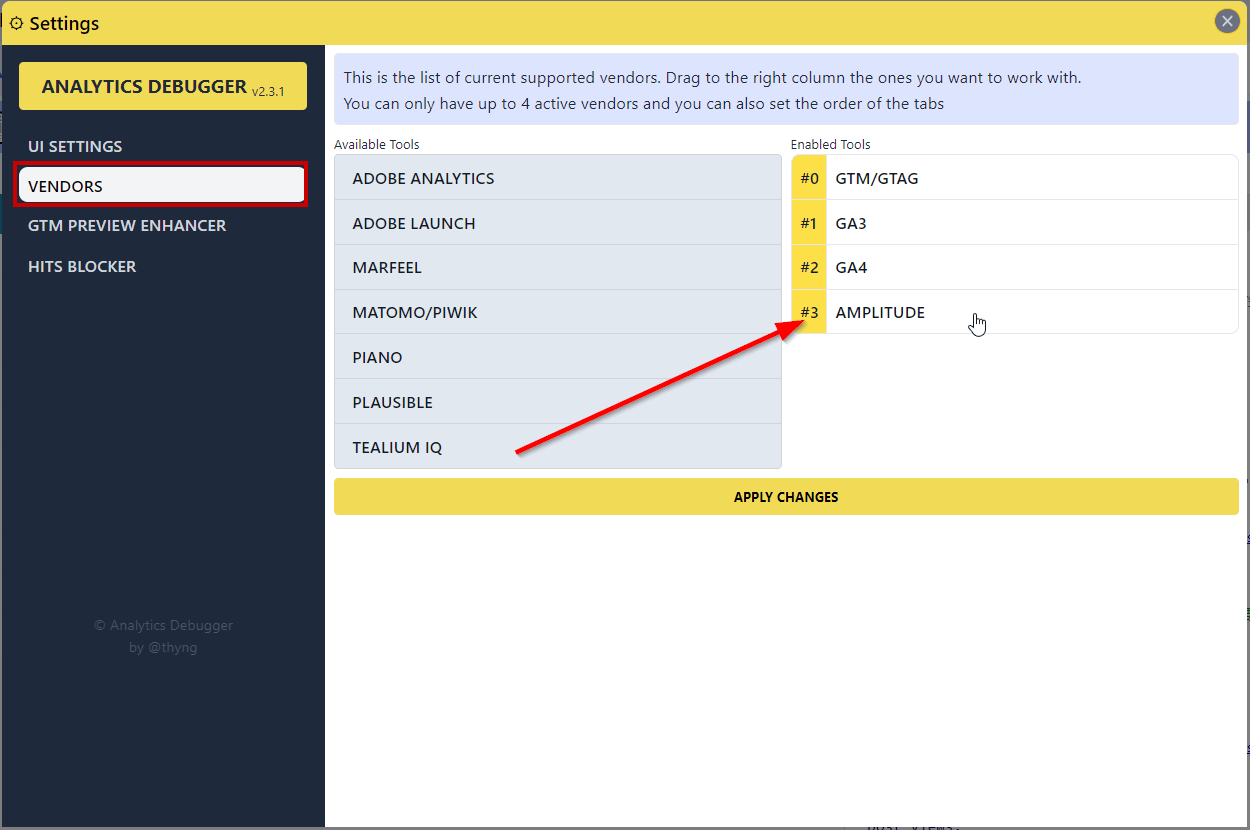 Settings
ANALYTICS DEBUGGER v2.3.1
UI SETTINGS
VENDORS
GTM PREVIEW ENHANCER
HITS BLOCKER
© Analytics Debugger
by @thyng
This is the list of current supported vendors. Drag to the right column the ones you want to work with.
You can only have up to 4 active vendors and you can also set the order of the tabs
Available Tools
ADOBE ANALYTICS
ADOBE LAUNCH
MARFEEL
MATOMO/PIWIK
PIANO
PLAUSIBLE
TEALIUM IQ
Enabled Tools
#0 GTM/GTAG
#1 GA3
#2 GA4
#3 AMPLITUDE
APPLY CHANGES